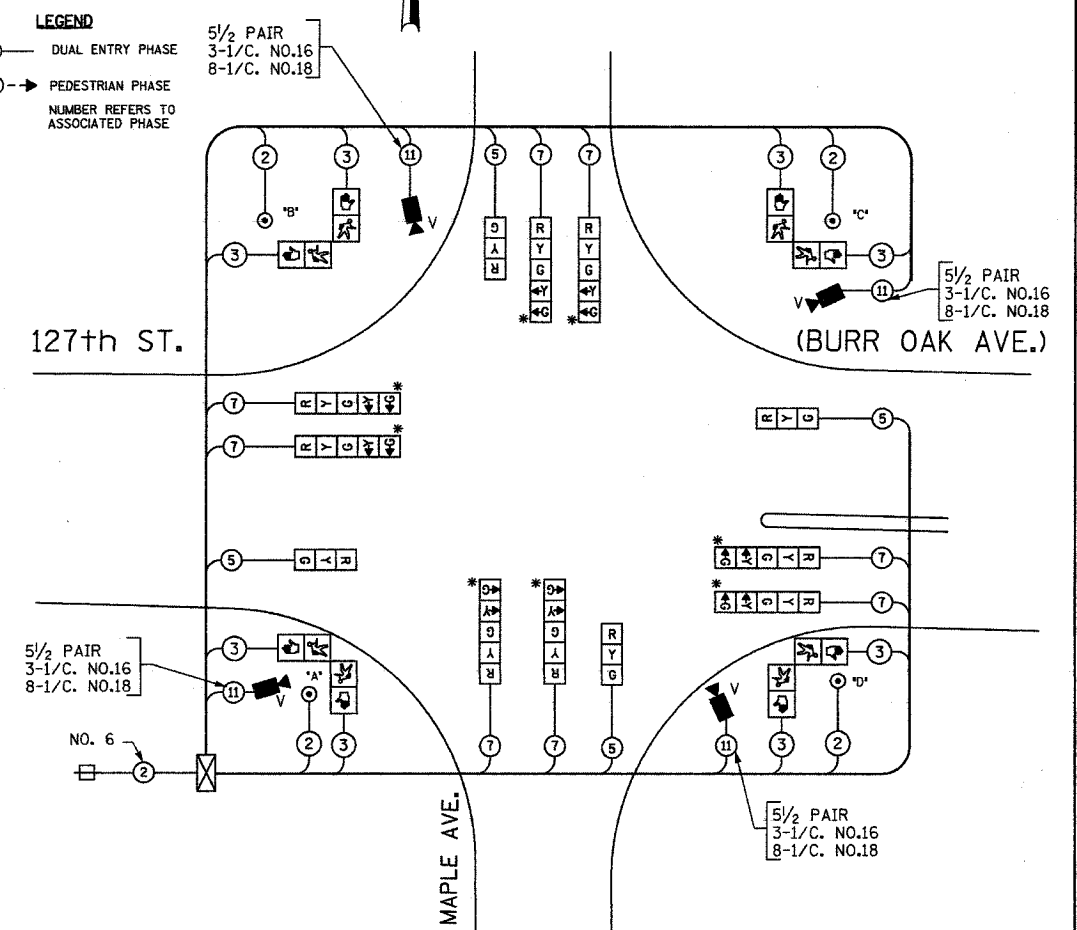 LEGEND
DUAL ENTRY PHASE
PEDESTRIAN PHASE
NUMBER REFERS TO
ASSOCIATED PHASE
5½ PAIR
3-1/C. NO.16
8-1/C. NO.18
2
3
11
5
7
7
3
2
"B"
V
"C"
3
G
Y
R
R
Y
G
Y
G
*
R
Y
G
Y
G
*
3
11
V
5½ PAIR
3-1/C. NO.16
8-1/C. NO.18
127th ST.
(BURR OAK AVE.)
7
R Y G Y G *
7
R Y G Y G *
R Y G
5
5
G Y R
* G Y G Y R
7
* G Y G Y R
7
* G
Y
G
Y
R
* G
Y
G
Y
R
R
Y
G
5½ PAIR
3-1/C. NO.16
8-1/C. NO.18
3
11
V
"A"
V
"D"
3
NO. 6
2
2
3
7
7
5
11
3
2
MAPLE AVE.
5½ PAIR
3-1/C. NO.16
8-1/C. NO.18